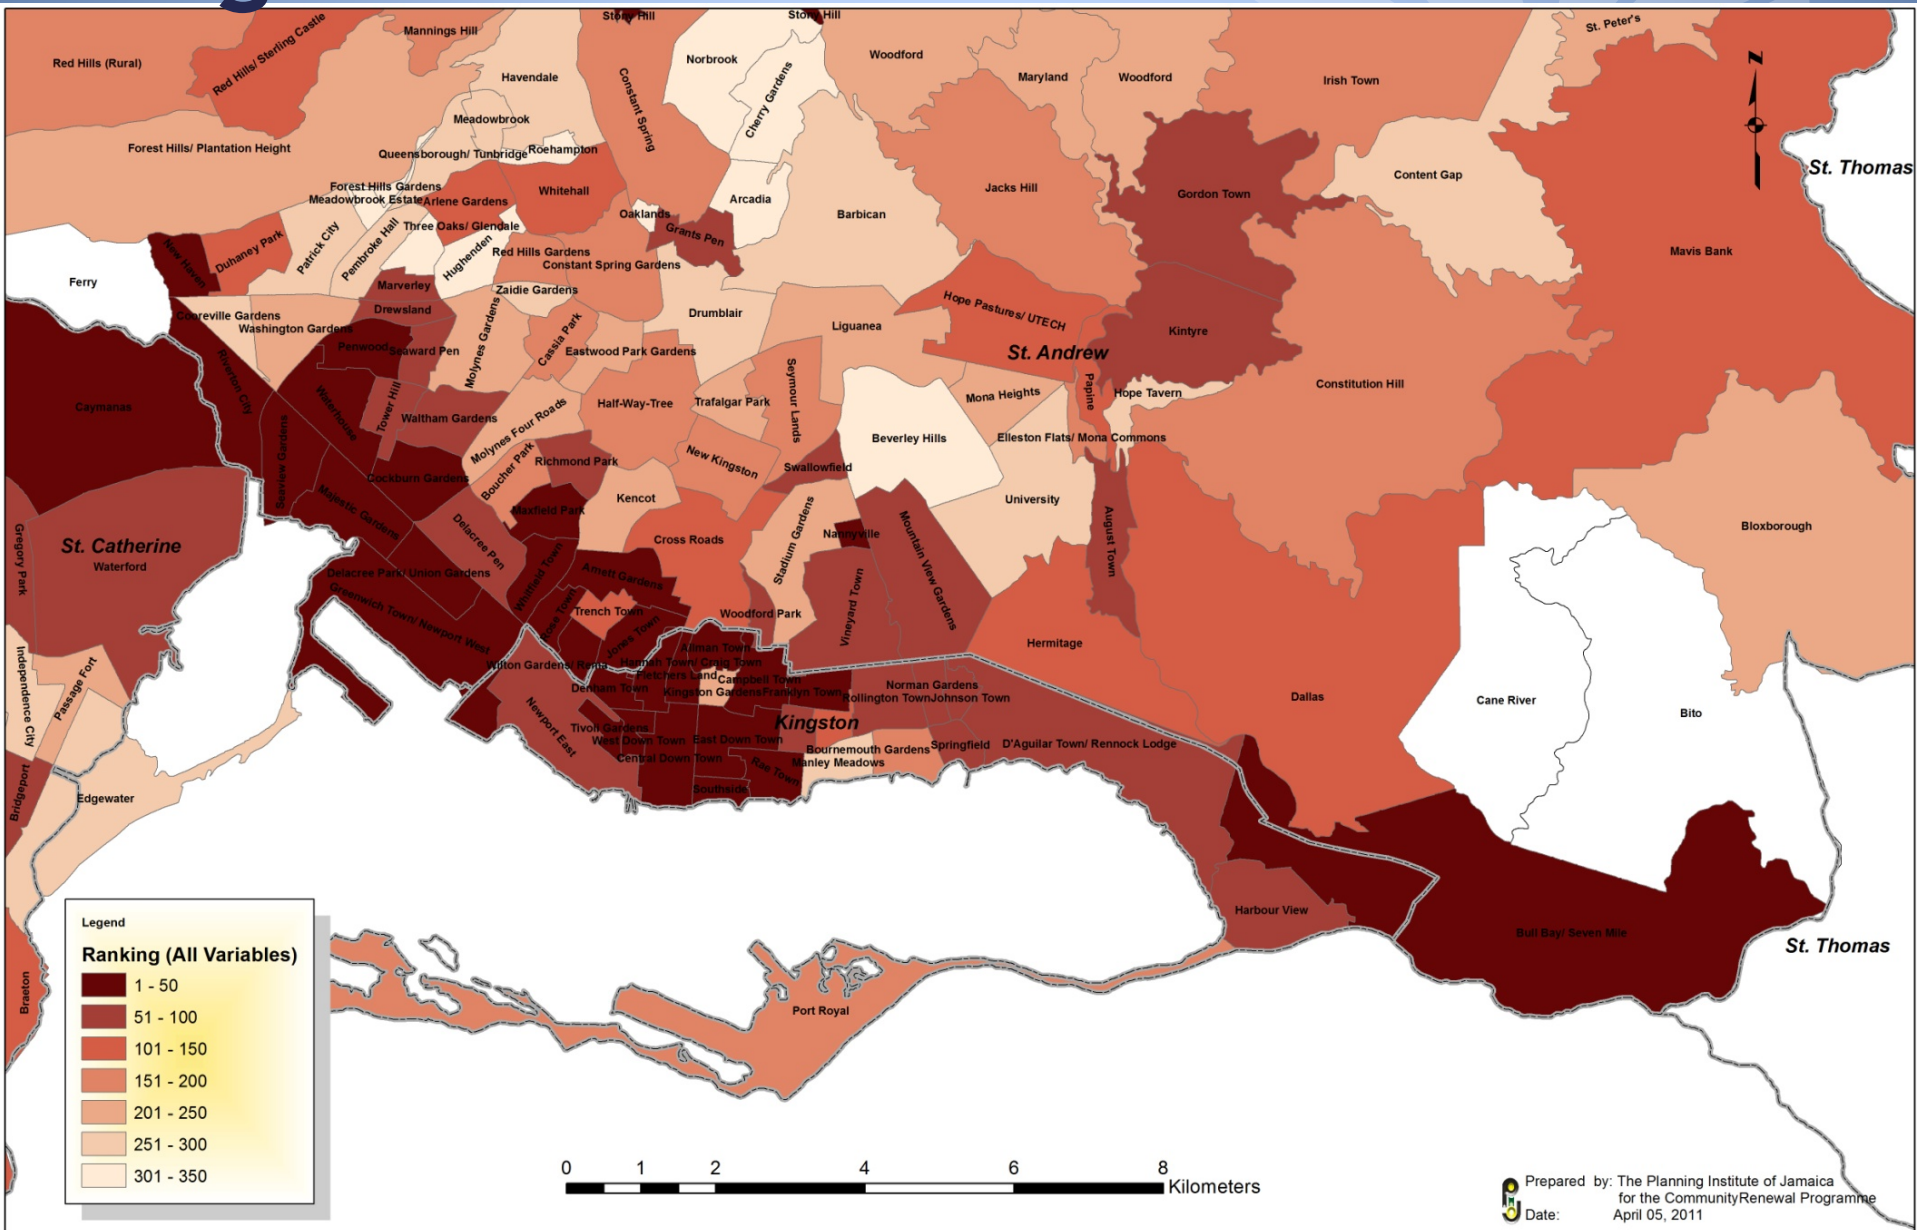 Stony Hill
Stony Hill
St. Peter's
Mannings Hill
Red Hills (Rural)
Red Hills/ Sterling Castle
Norbrook
Woodford
Havendale
Maryland
Woodford
Irish Town
Constant Spring
Cherry Gardens
Meadowbrook
Forest Hills/ Plantation Height
Queensborough/ Tunbridge
Roehampton
St. Thomas
Content Gap
Forest Hills Gardens
Whitehall
Jacks Hill
Gordon Town
Meadowbrook Estate
Arlene Gardens
Arcadia
Oaklands
Barbican
Three Oaks/ Glendale
Grants Pen
Patrick City
Pembroke Hall
Duhaney Park
New Haven
Hughenden
Red Hills Gardens
Mavis Bank
Constant Spring Gardens
Ferry
Marverley
Zaidie Gardens
Drewsland
Cooreville Gardens
Washington Gardens
Molynes Gardens
Drumblair
Liguanea
Hope Pastures/ UTECH
Kintyre
Cassia Park
Penwood
Seaward Pen
Eastwood Park Gardens
St. Andrew
Riverton City
Seymour Lands
Papine
Constitution Hill
Hope Tavern
Mona Heights
Caymanas
Waterhouse
Tower Hill
Waltham Gardens
Half-Way-Tree
Trafalgar Park
Molynes Four Roads
Beverley Hills
Elleston Flats/ Mona Commons
Seaview Gardens
Richmond Park
New Kingston
Swallowfield
Boucher Park
Cockburn Gardens
Kencot
University
Majestic Gardens
Maxfield Park
Bloxborough
Nannyville
Delacree Pen
Cross Roads
Stadium Gardens
Mountain View Gardens
August Town
St. Catherine
Gregory Park
Waterford
Delacree Park/ Union Gardens
Whitfield Town
Arnett Gardens
Greenwich Town/ Newport West
Rose Town
Trench Town
Woodford Park
Vineyard Town
Jones Town
Hermitage
Allman Town
Wilton Gardens/ Rema
Hannan Town/ Craig Town
Fletchers Land
Campbell Town
Independence City
Passage Fort
Denham Town
Kingston Gardens
Franklyn Town
Norman Gardens
Rollington Town
Johnson Town
Dallas
Cane River
Bito
Newport East
Tivoli Gardens
Kingston
West Down Town
East Down Town
Bournemouth Gardens
Springfield
D'Aguilar Town/ Rennock Lodge
Central Down Town
Rae Town
Manley Meadows
Southside
Bridgeport
Edgewater
Harbour View
Bull Bay/ Seven Mile
St. Thomas
Braeton
Port Royal
N
Legend
Ranking (All Variables)
1 - 50
51 - 100
101 - 150
151 - 200
201 - 250
251 - 300
301 - 350
0 1 2 4 6 8
Kilometers
Prepared by: The Planning Institute of Jamaica
for the CommunityRenewal Programme
Date: April 05, 2011